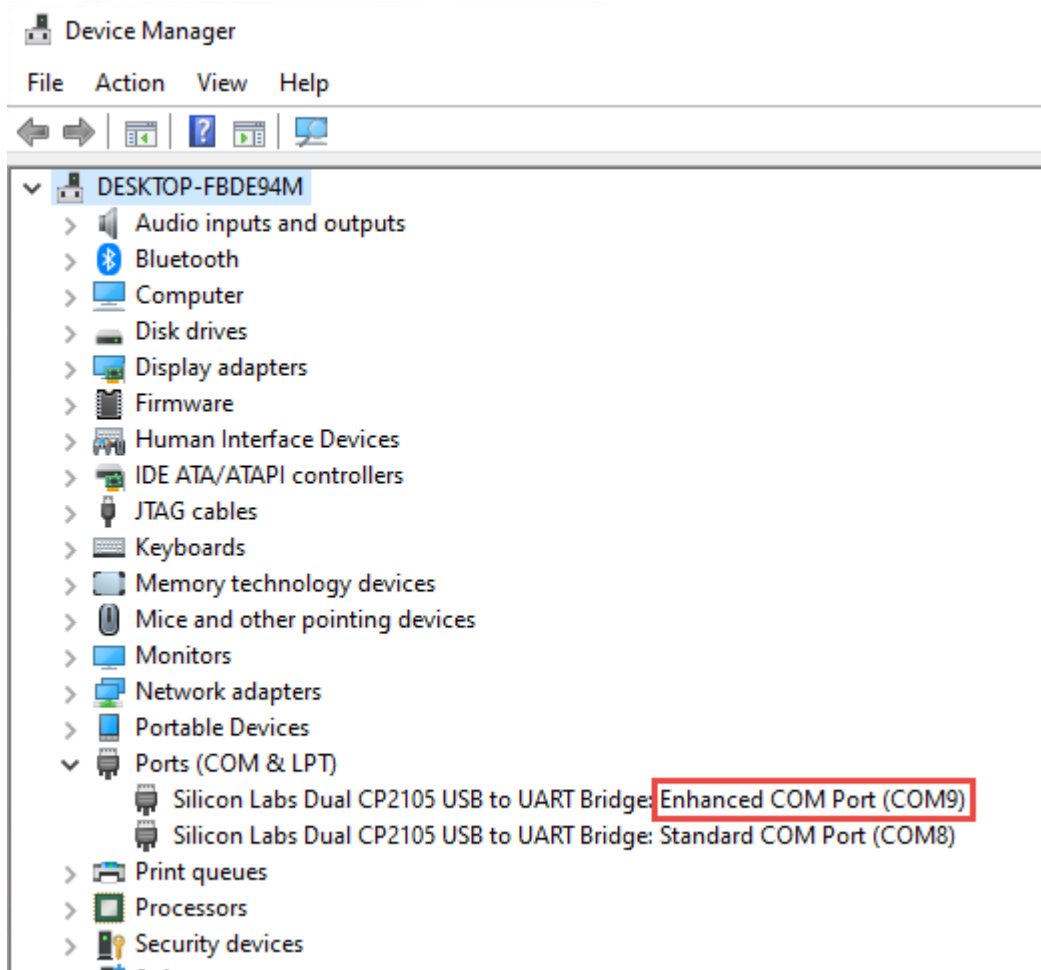 Device Manager
File Action View Help
DESKTOP-FBDE94M
Audio inputs and outputs
Bluetooth
Computer
Disk drives
Display adapters
Firmware
Human Interface Devices
IDE ATA/ATAPI controllers
JTAG cables
Keyboards
Memory technology devices
Mice and other pointing devices
Monitors
Network adapters
Portable Devices
Ports (COM & LPT)
Silicon Labs Dual CP2105 USB to UART Bridge: Enhanced COM Port (COM9)
Silicon Labs Dual CP2105 USB to UART Bridge: Standard COM Port (COM8)
Print queues
Processors
Security devices